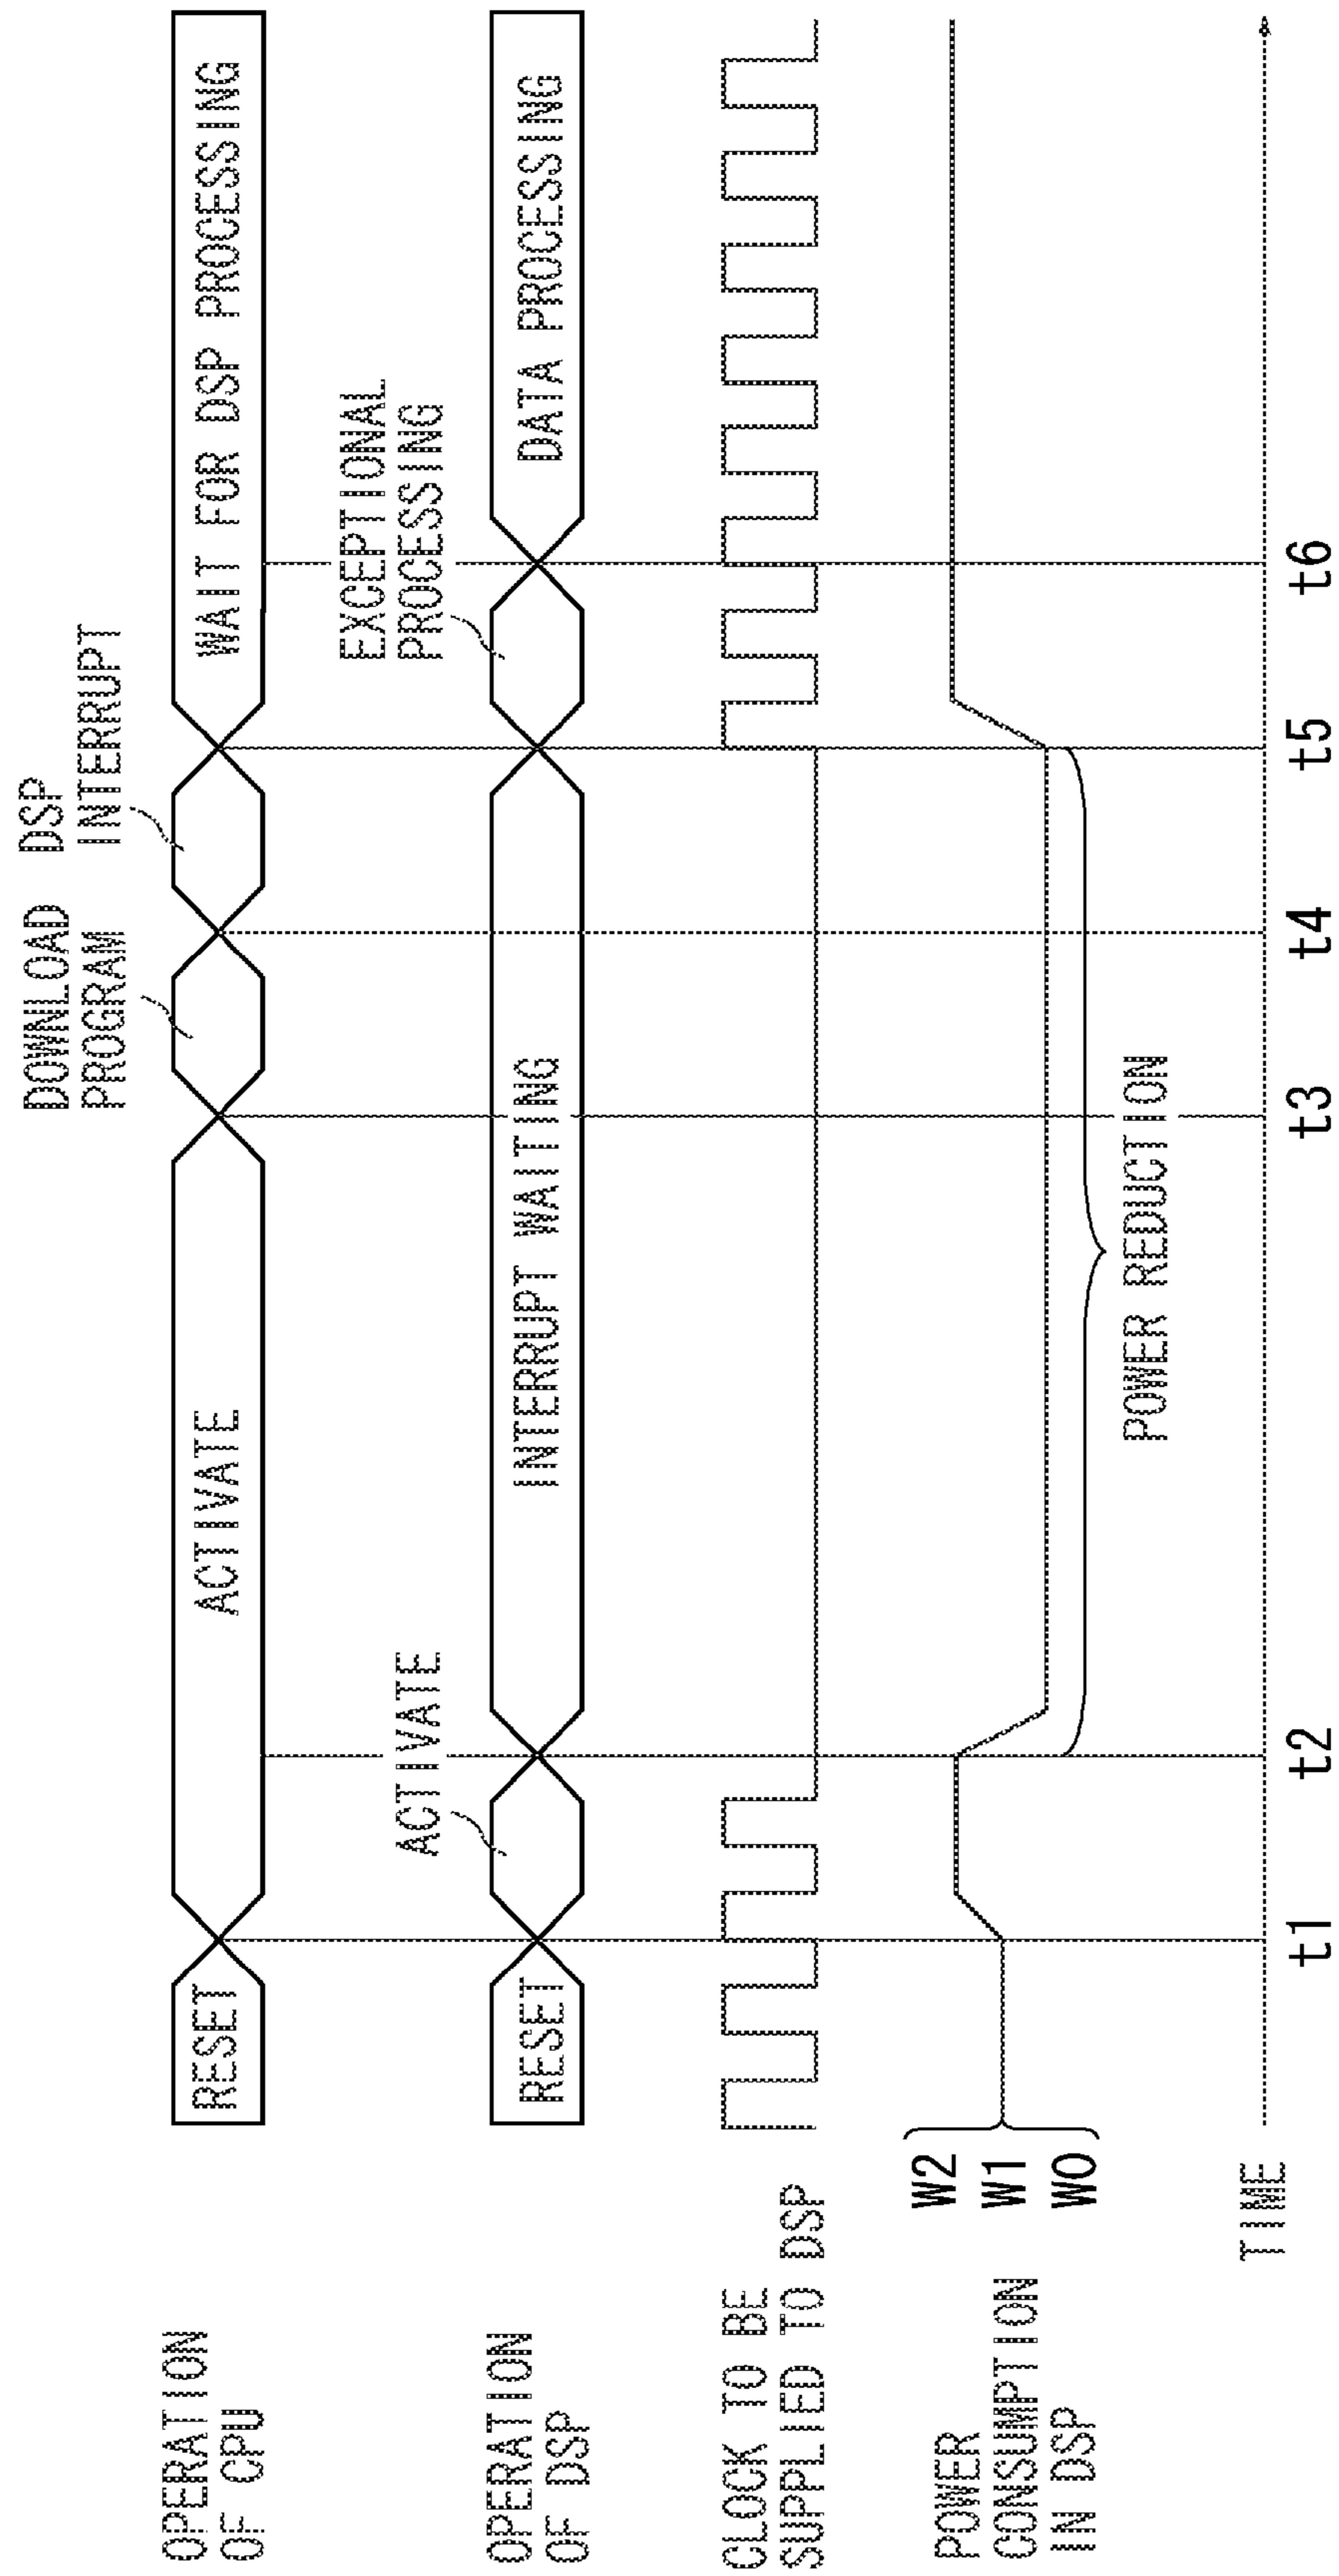 DOWNLOAD
PROGRAM
DSP
INTERRUPT
OPERATION
OF CPU
RESET
ACTIVATE
WAIT FOR DSP PROCESSING
ACTIVATE
EXCEPTIONAL
PROCESSING
OPERATION
OF DSP
RESET
INTERRUPT WAITING
DATA PROCESSING
CLOCK TO BE
SUPPLIED TO DSP
POWER
CONSUMPTION
IN DSP
W2
W1
W0
POWER REDUCTION
TIME
t1
t2
t3
t4
t5
t6